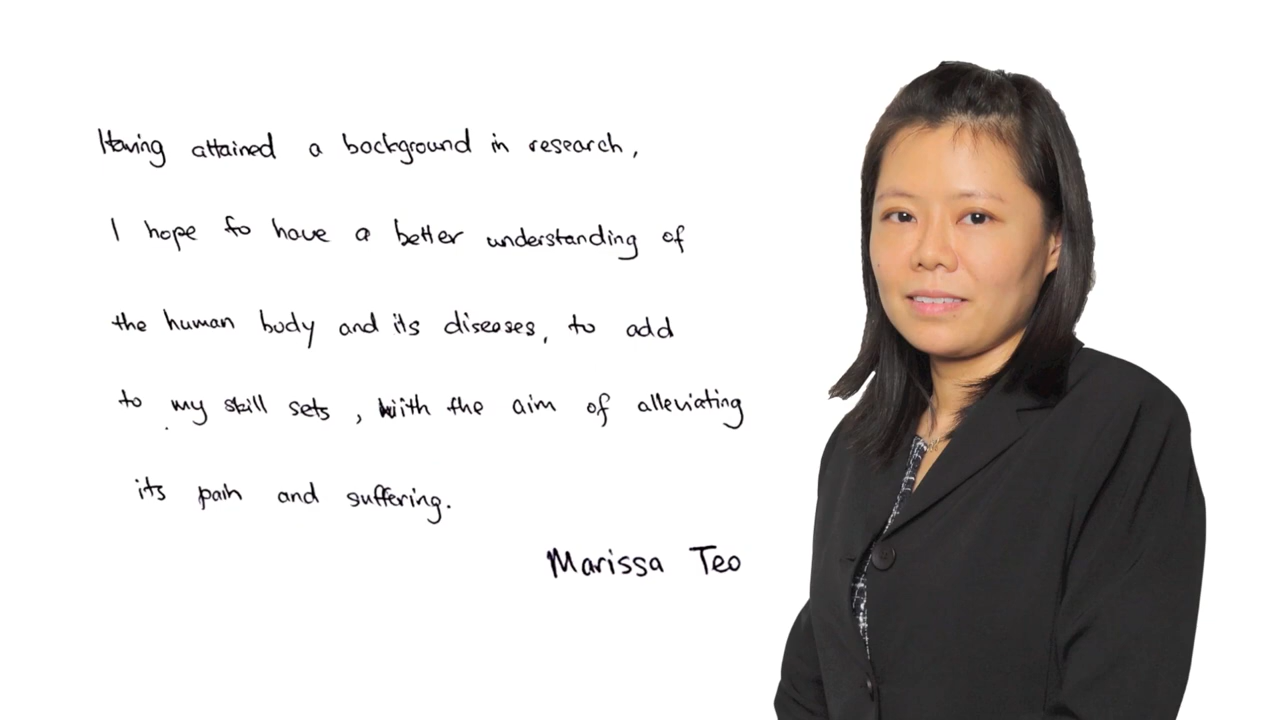 Having attained a background in research,
I hope to have a better understanding of
the human body and its diseases, to add
to my skill sets, with the aim of alleviating
its pain and suffering.
Marissa Teo